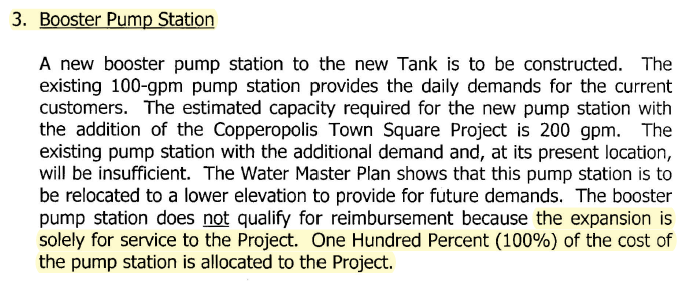 3. Booster Pump Station
A new booster pump station to the new Tank is to be constructed. The
existing 100-gpm pump station provides the daily demands for the current
customers. The estimated capacity required for the new pump station with
the addition of the Copperopolis Town Square Project is 200 gpm. The
existing pump station with the additional demand and, at its present location,
will be insufficient. The Water Master Plan shows that this pump station is to
be relocated to a lower elevation to provide for future demands. The booster
pump station does not qualify for reimbursement because the expansion is
solely for service to the Project. One Hundred Percent (100%) of the cost of
the pump station is allocated to the Project.